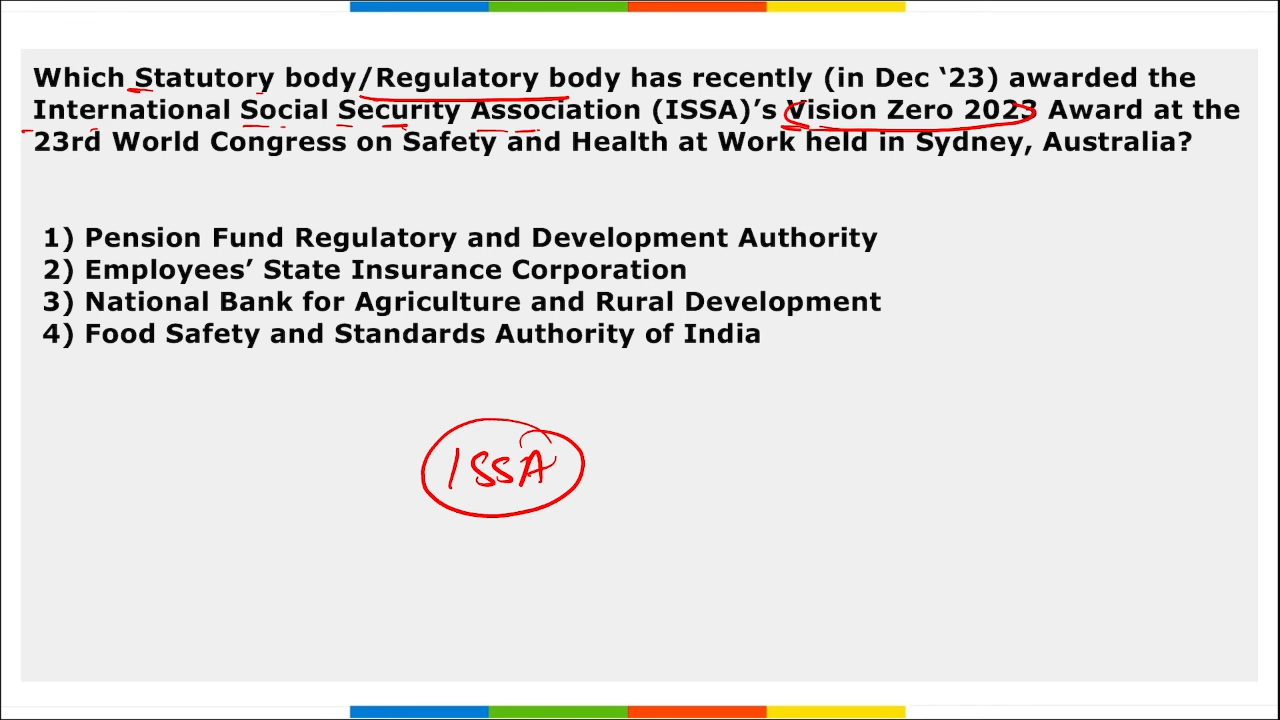 Which Statutory body/Regulatory body has recently (in Dec ‘23) awarded the
International Social Security Association (ISSA)’s Vision Zero 2023 Award at the
23rd World Congress on Safety and Health at Work held in Sydney, Australia?
1) Pension Fund Regulatory and Development Authority
2) Employees’ State Insurance Corporation
3) National Bank for Agriculture and Rural Development
4) Food Safety and Standards Authority of India
ISSA